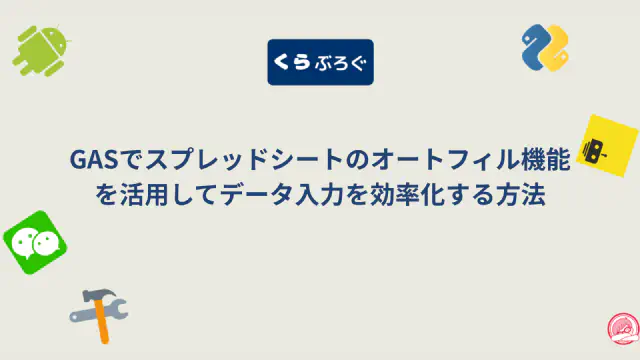 くらぶろぐ
GASでスプレッドシートのオートフィル機能
を活用してデータ入力を効率化する方法